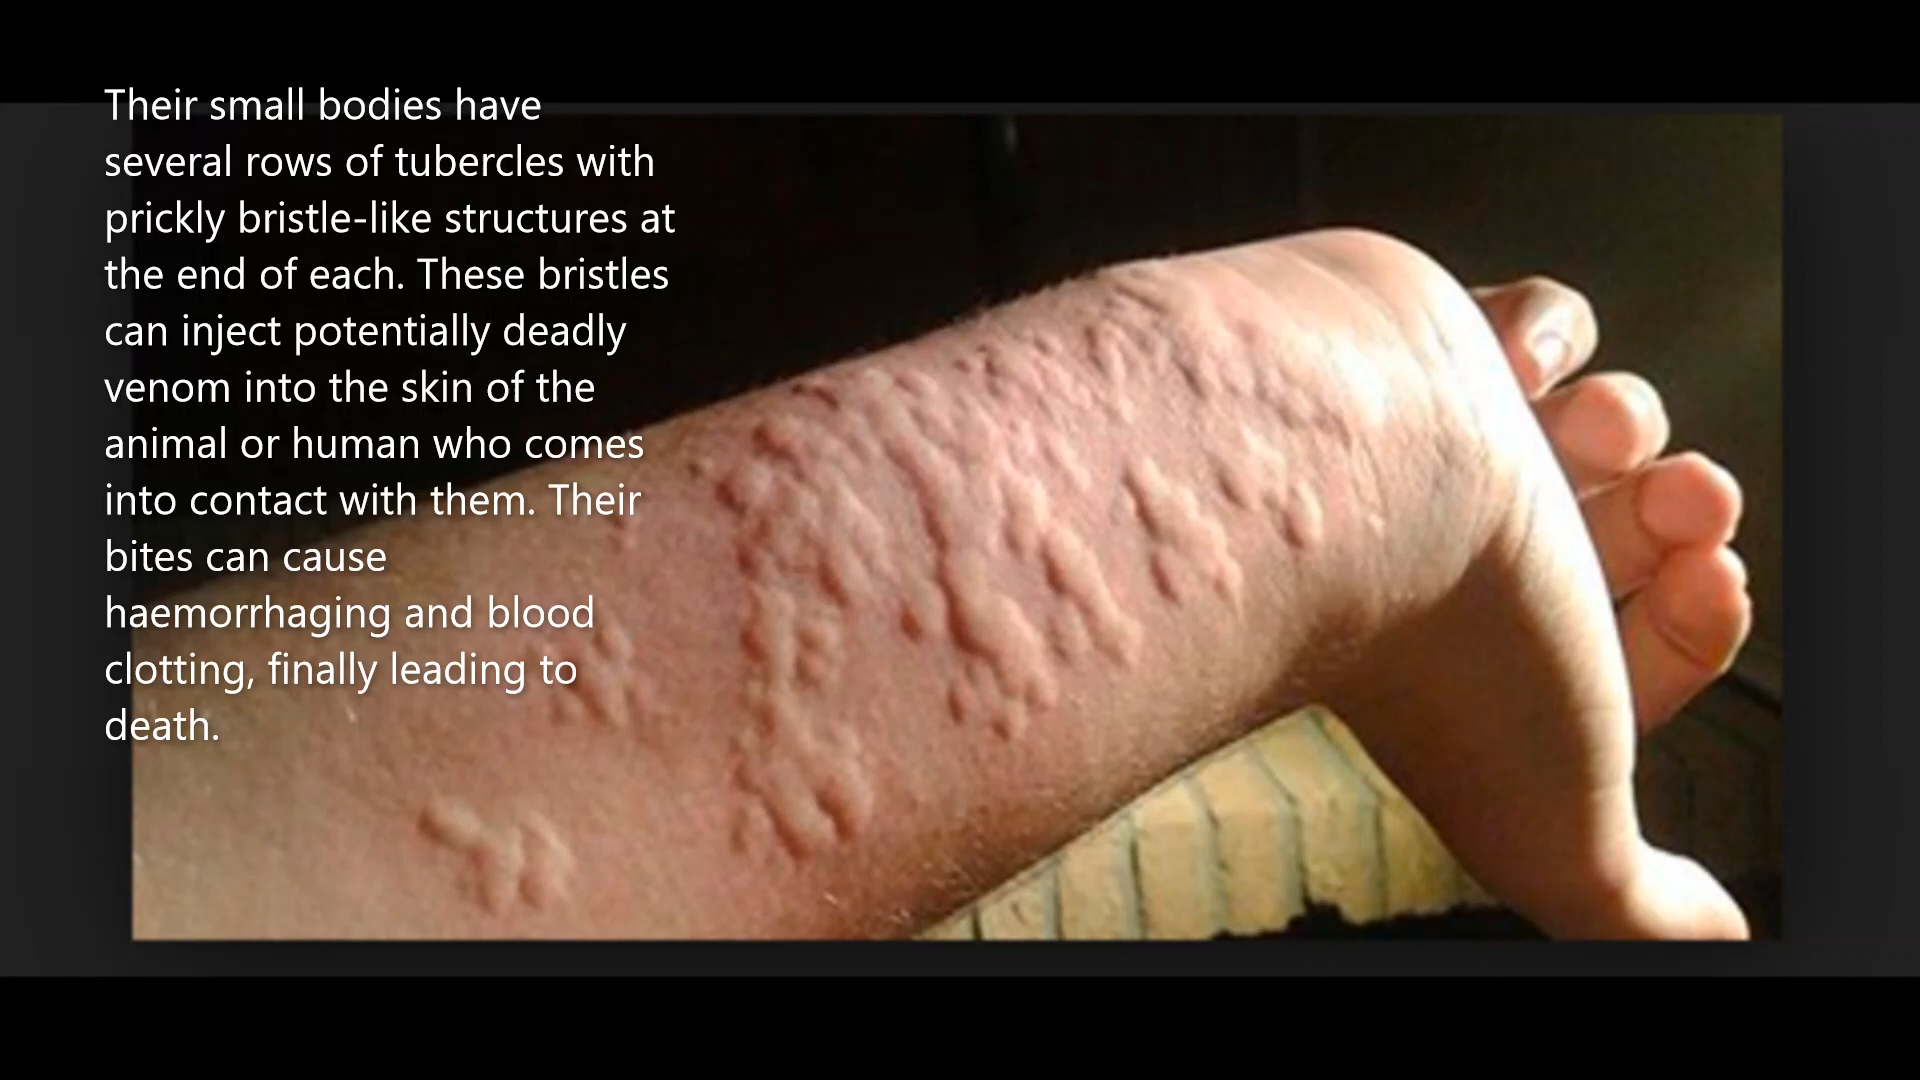 Their small bodies have
several rows of tubercles with
prickly bristle-like structures at
the end of each. These bristles
can inject potentially deadly
venom into the skin of the
animal or human who comes
into contact with them. Their
bites can cause
haemorrhaging and blood
clotting, finally leading to
death.